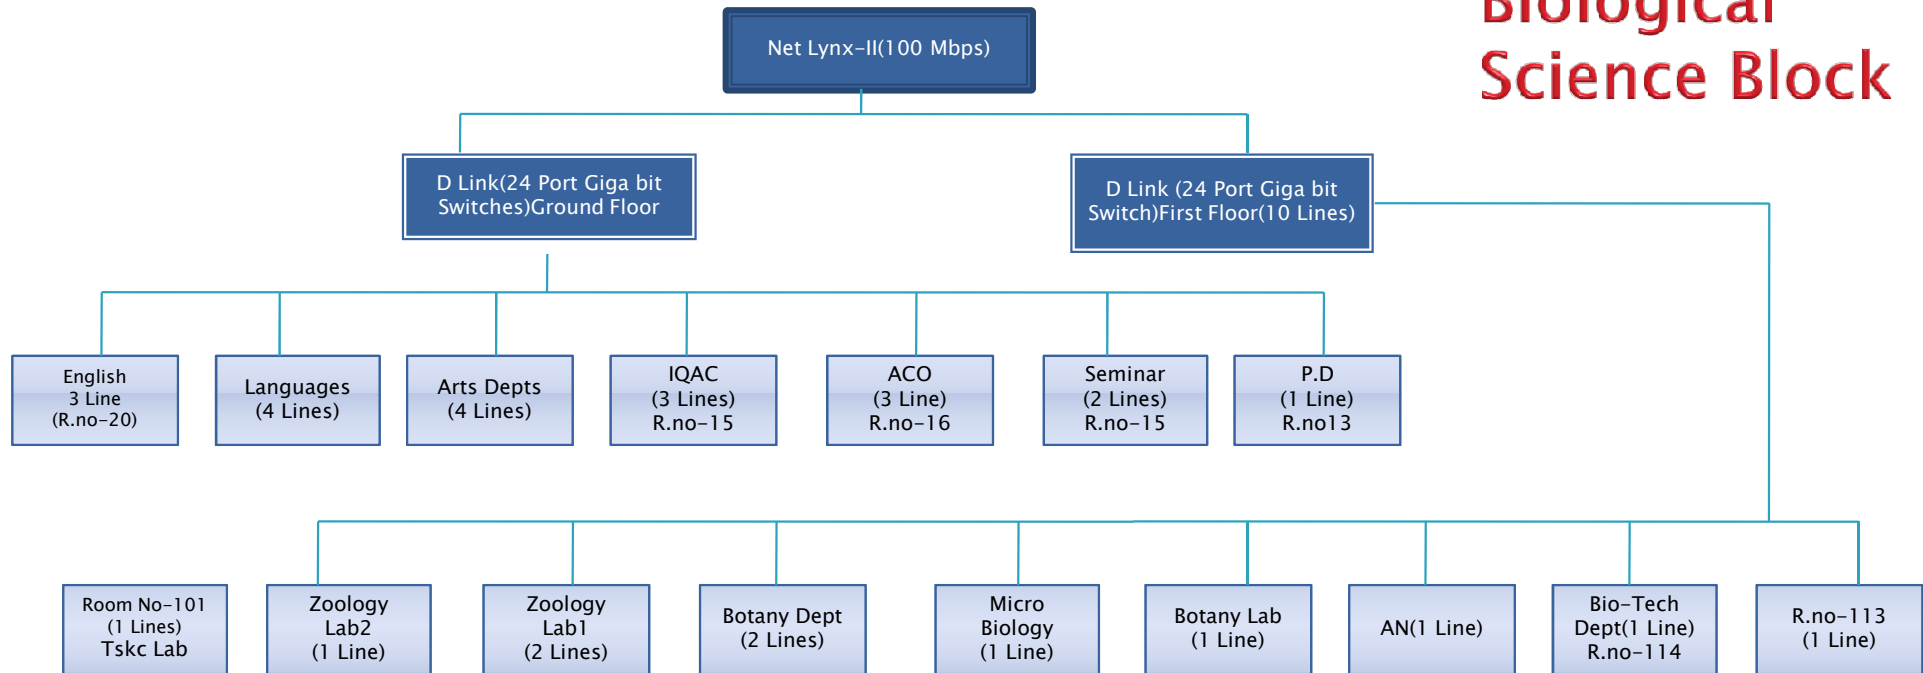 Biological
Science Block
Net Lynx-II(100 Mbps)
D Link(24 Port Giga bit
Switches)Ground Floor
D Link (24 Port Giga bit
Switch)First Floor(10 Lines)
English
3 Line
(R.no-20)
Languages
(4 Lines)
Arts Depts
(4 Lines)
IQAC
(3 Lines)
R.no-15
ACO
(3 Line)
R.no-16
Seminar
(2 Lines)
R.no-15
P.D
(1 Line)
R.no13
Room No-101
(1 Lines)
Tskc Lab
Zoology
Lab2
(1 Line)
Zoology
Lab1
(2 Lines)
Botany Dept
(2 Lines)
Micro
Biology
(1 Line)
Botany Lab
(1 Line)
AN(1 Line)
Bio-Tech
Dept(1 Line)
R.no-114
R.no-113
(1 Line)